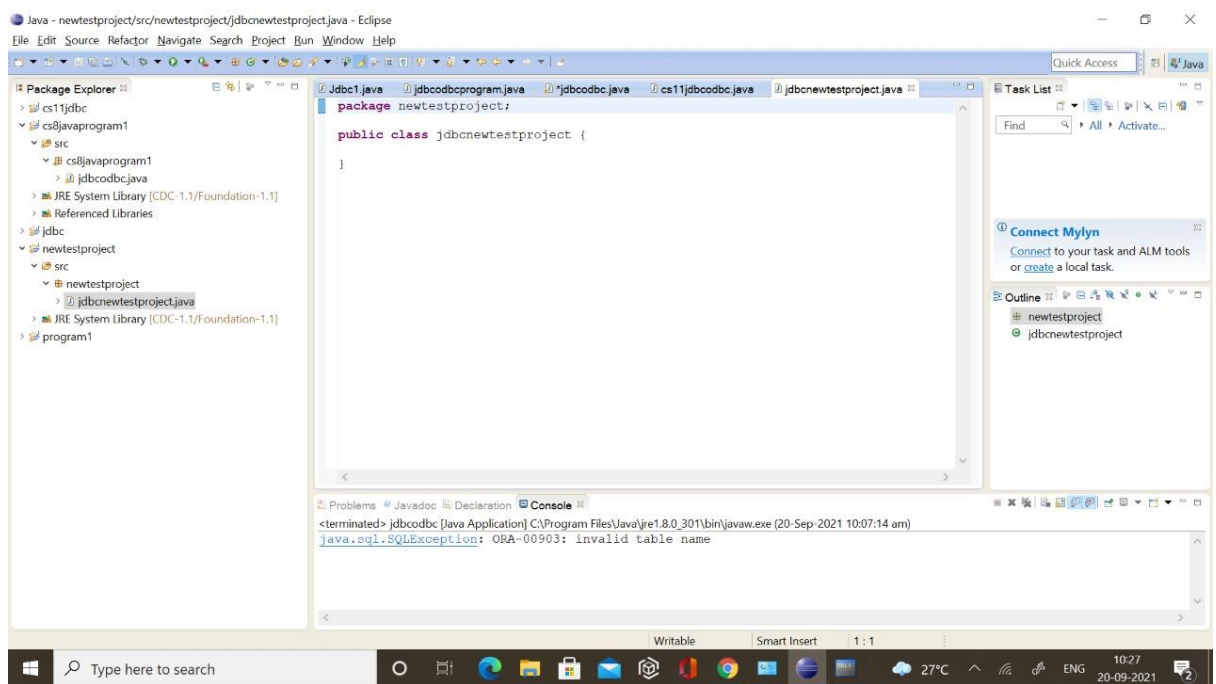 Java - newtestproject/src/newtestproject/jdbcnewtestproject.java - Eclipse
File Edit Source Refactor Navigate Search Project Run Window Help
Quick Access
Java
Package Explorer
cs11jdbc
cs8javaprogram1
src
cs8javaprogram1
jdbcodbc.java
JRE System Library [CDC-1.1/Foundation-1.1]
Referenced Libraries
jdbc
newtestproject
src
newtestproject
jdbcnewtestproject.java
JRE System Library [CDC-1.1/Foundation-1.1]
program1
Jdbc1.java jdbcodbcprogram.java *jdbcodbc.java cs11jdbcodbc.java jdbcnewtestproject.java
package newtestproject;
public class jdbcnewtestproject {
}
Task List
Find All Activate...
Connect Mylyn
Connect to your task and ALM tools
or create a local task.
Outline
newtestproject
jdbcnewtestproject
Problems Javadoc Declaration Console
<terminated> jdbcodbc [Java Application] C:\Program Files\Java\jre1.8.0_301\bin\javaw.exe (20-Sep-2021 10:07:14 am)
java.sql.SQLException: ORA-00903: invalid table name
Writable Smart Insert 1 : 1
Type here to search
27°C ENG 10:27
20-09-2021
2